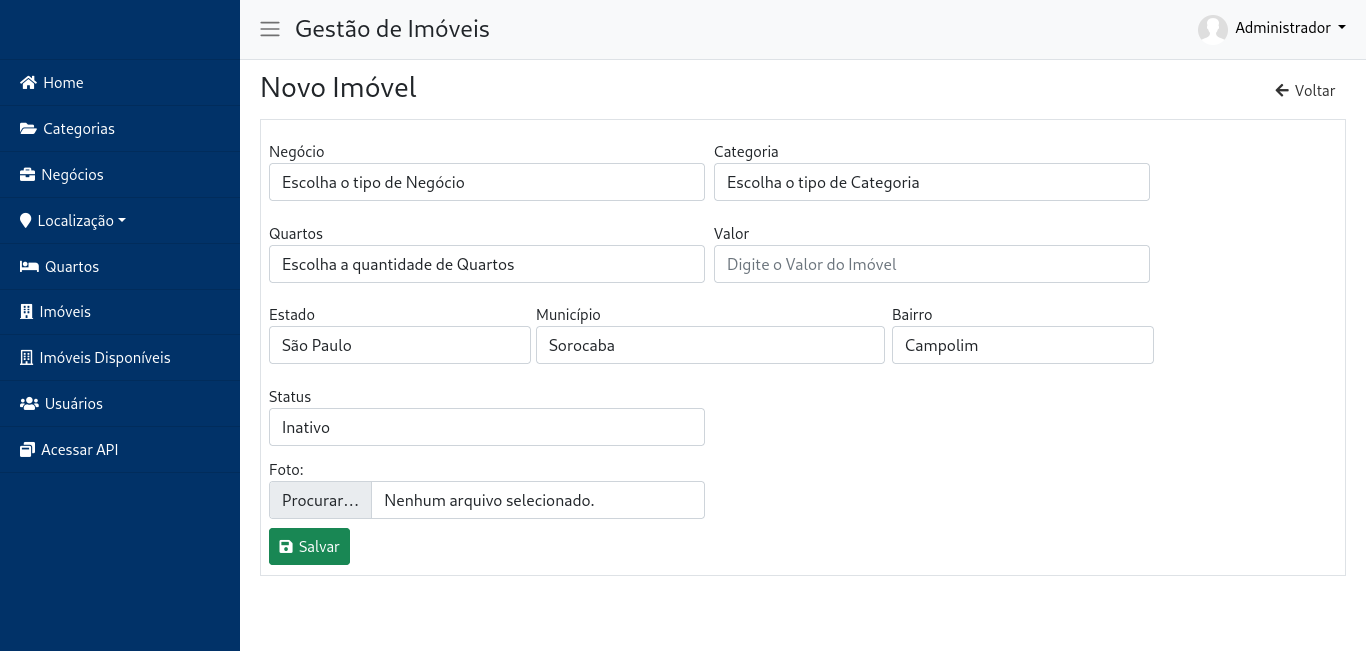 Gestão de Imóveis
Administrador
Home
Categorias
Negócios
Localização
Quartos
Imóveis
Imóveis Disponíveis
Usuários
Acessar API
Novo Imóvel
Voltar
Negócio
Categoria
Escolha o tipo de Negócio
Escolha o tipo de Categoria
Quartos
Valor
Escolha a quantidade de Quartos
Digite o Valor do Imóvel
Estado
Município
Bairro
São Paulo
Sorocaba
Campolim
Status
Inativo
Foto:
Procurar...
Nenhum arquivo selecionado.
Salvar